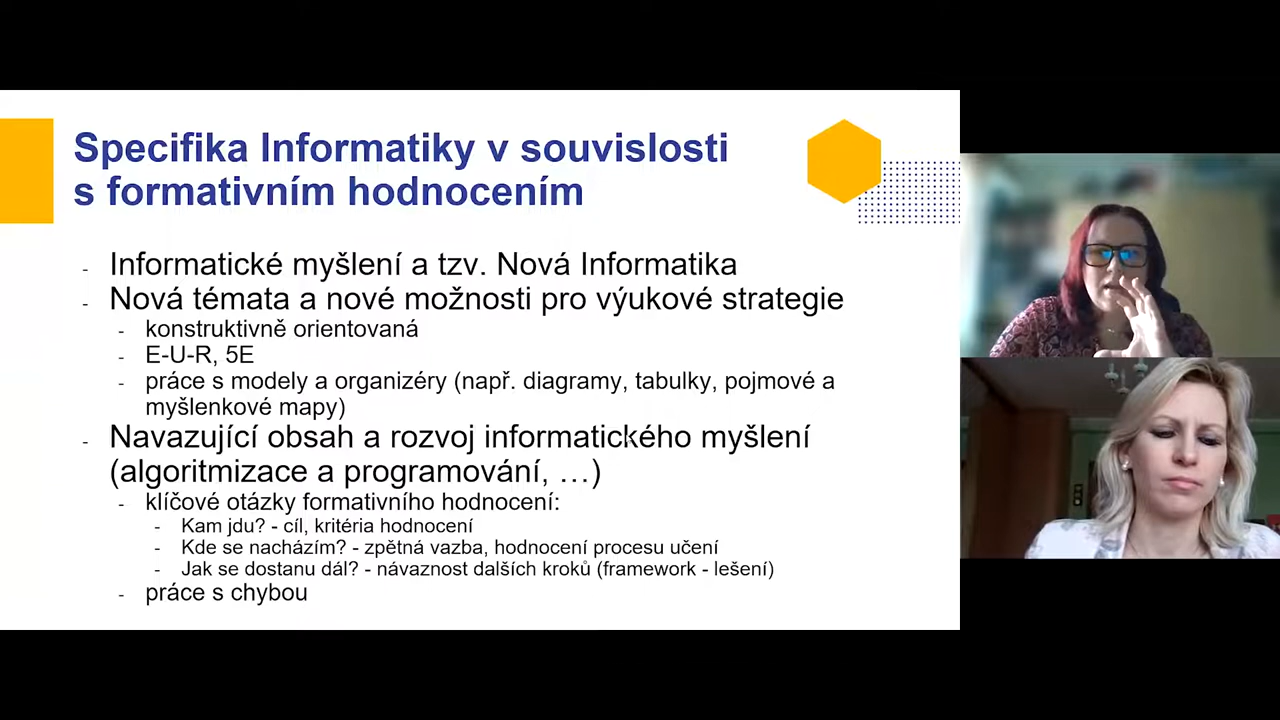 Specifika Informatiky v souvislosti
s formativním hodnocením
- Informatické myšlení a tzv. Nová Informatika
- Nová témata a nové možnosti pro výukové strategie
- konstruktivně orientovaná
- E-U-R, 5E
- práce s modely a organizéry (např. diagramy, tabulky, pojmové a
myšlenkové mapy)
- Navazující obsah a rozvoj informatického myšlení
(algoritmizace a programování, …)
- klíčové otázky formativního hodnocení:
- Kam jdu? - cíl, kritéria hodnocení
- Kde se nacházím? - zpětná vazba, hodnocení procesu učení
- Jak se dostanu dál? - návaznost dalších kroků (framework - lešení)
- práce s chybou